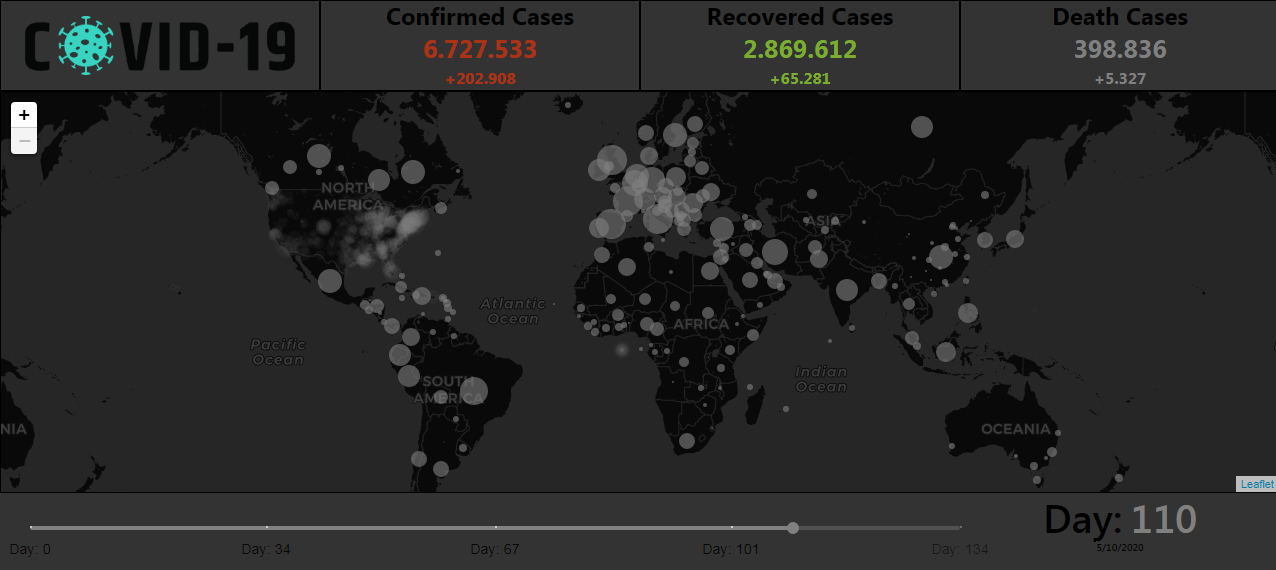 COVID-19
Confirmed Cases
6.727.533
+202.908
Recovered Cases
2.869.612
+65.281
Death Cases
398.836
+5.327
+
−
NORTH
AMERICA
ASIA
Atlantic
Ocean
AFRICA
Pacific
Ocean
Indian
Ocean
SOUTH
AMERICA
NIA
OCEANIA
Leaflet
Day: 110
5/10/2020
Day: 0
Day: 34
Day: 67
Day: 101
Day: 134